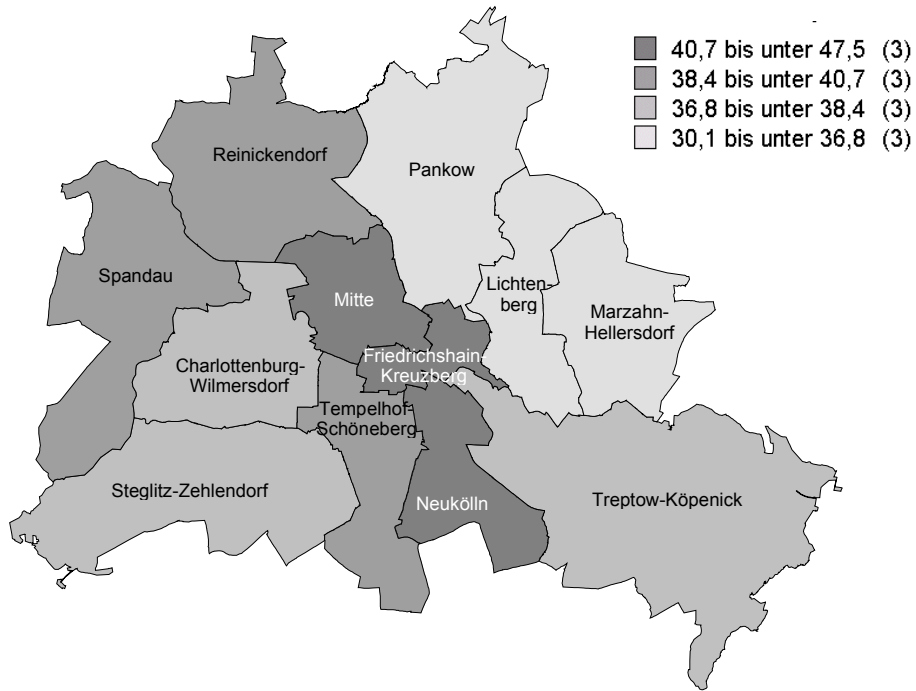 40,7 bis unter 47,5 (3)
38,4 bis unter 40,7 (3)
36,8 bis unter 38,4 (3)
30,1 bis unter 36,8 (3)
Reinickendorf
Pankow
Spandau
Mitte
Lichten-
berg
Marzahn-
Hellersdorf
Charlottenburg-
Wilmersdorf
Friedrichshain-
Kreuzberg
Tempelhof-
Schöneberg
Steglitz-Zehlendorf
Neukölln
Treptow-Köpenick